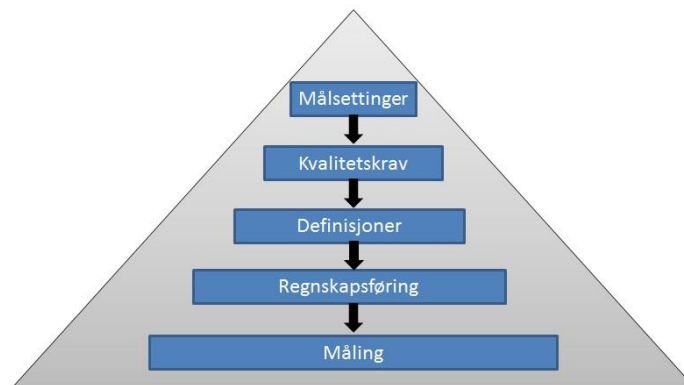 Målsettinger
Kvalitetskrav
Definisjoner
Regnskapsføring
Måling